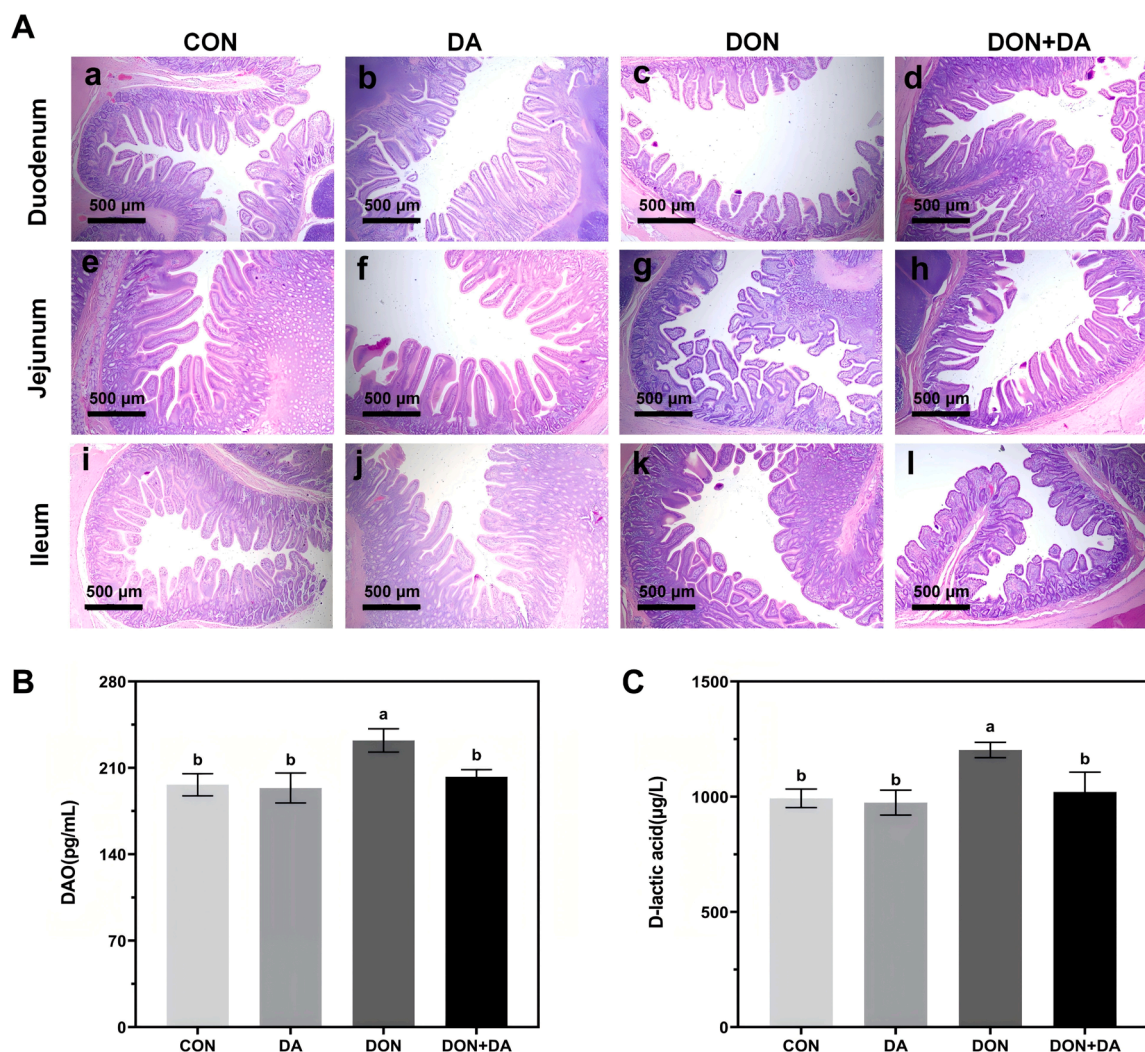 A
CON DA DON DON+DA
Duodenum
a b c d
500 μm 500 μm 500 μm 500 μm
Jejunum
e f g h
500 μm 500 μm 500 μm 500 μm
Ileum
i j k l
500 μm 500 μm 500 μm 500 μm
B
DAO(pg/mL)
280
210
140
70
0
b b a b
CON DA DON DON+DA
C
D-lactic acid(μg/L)
1500
1000
500
0
b b a b
CON DA DON DON+DA